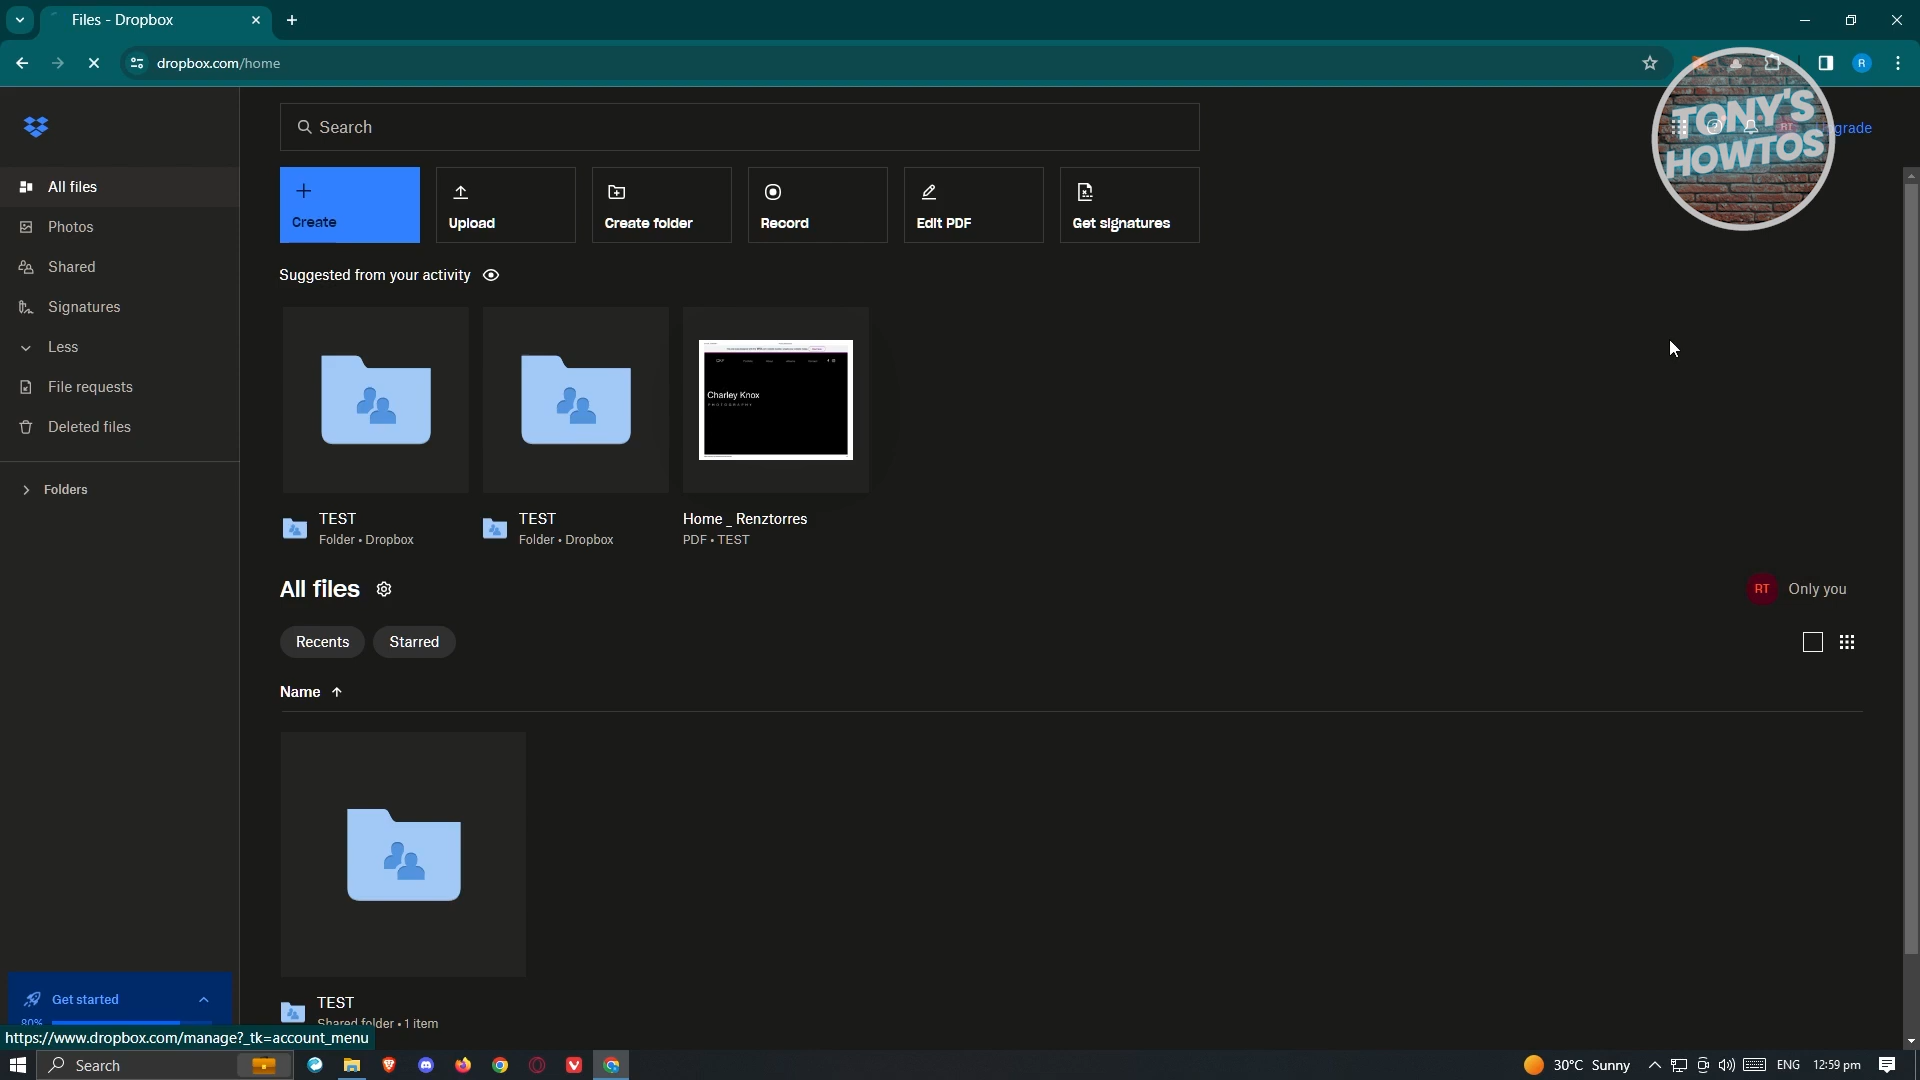 Files - Dropbox
dropbox.com/home
R
TONY'S
HOWTOS
Search
RT
grade
All files
Photos
Shared
Signatures
Less
File requests
Deleted files
Folders
Create
Upload
Create folder
Record
Edit PDF
Get signatures
Suggested from your activity
Charley Knox
PHOTOGRAPHY
TEST
Folder • Dropbox
TEST
Folder • Dropbox
Home _ Renztorres
PDF • TEST
All files
RT Only you
Recents
Starred
Name
TEST
Shared folder • 1 item
Get started
80%
https://www.dropbox.com/manage?_tk=account_menu
Search
30°C Sunny
ENG
12:59 pm